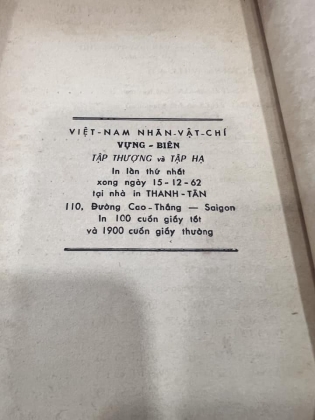 VIỆT-NAM NHÂN-VẬT-CHÍ
VỰNG - BIÊN
TẬP THƯỢNG và TẬP HẠ
In lần thứ nhất
xong ngày 15-12-62
tại nhà in THANH-TÂN
110, Đường Cao-Thắng — Saigon
In 100 cuốn giấy tốt
và 1900 cuốn giấy thường